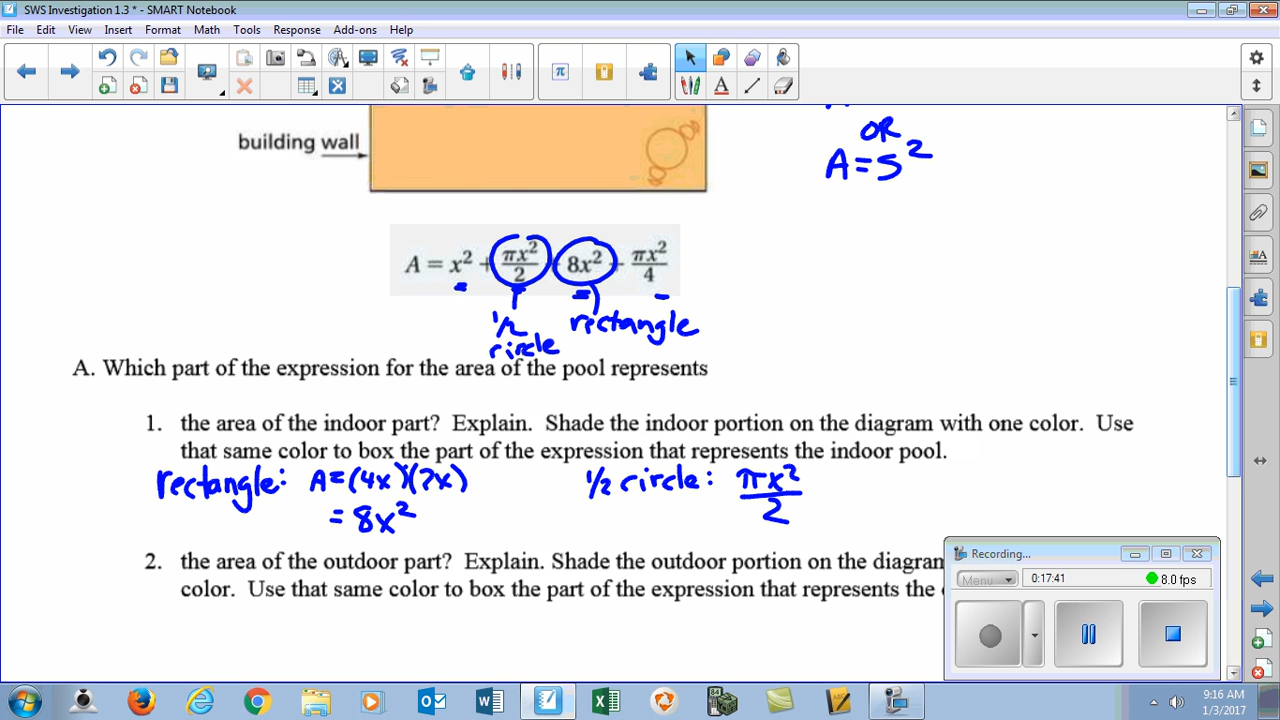 SWS Investigation 1.3 * - SMART Notebook
File Edit View Insert Format Math Tools Response Add-ons Help
OR
A=S²
building wall
A = x² + πx²/2 8x² πx²/4
1/2 circle
rectangle
A. Which part of the expression for the area of the pool represents
1. the area of the indoor part? Explain. Shade the indoor portion on the diagram with one color. Use
that same color to box the part of the expression that represents the indoor pool.
rectangle: A=(4x)(2x)
= 8x²
1/2 circle: πx²/2
2. the area of the outdoor part? Explain. Shade the outdoor portion on the diagram
color. Use that same color to box the part of the expression that represents the
Recording...
Menu 0:17:41 8.0 fps
9:16 AM
1/3/2017